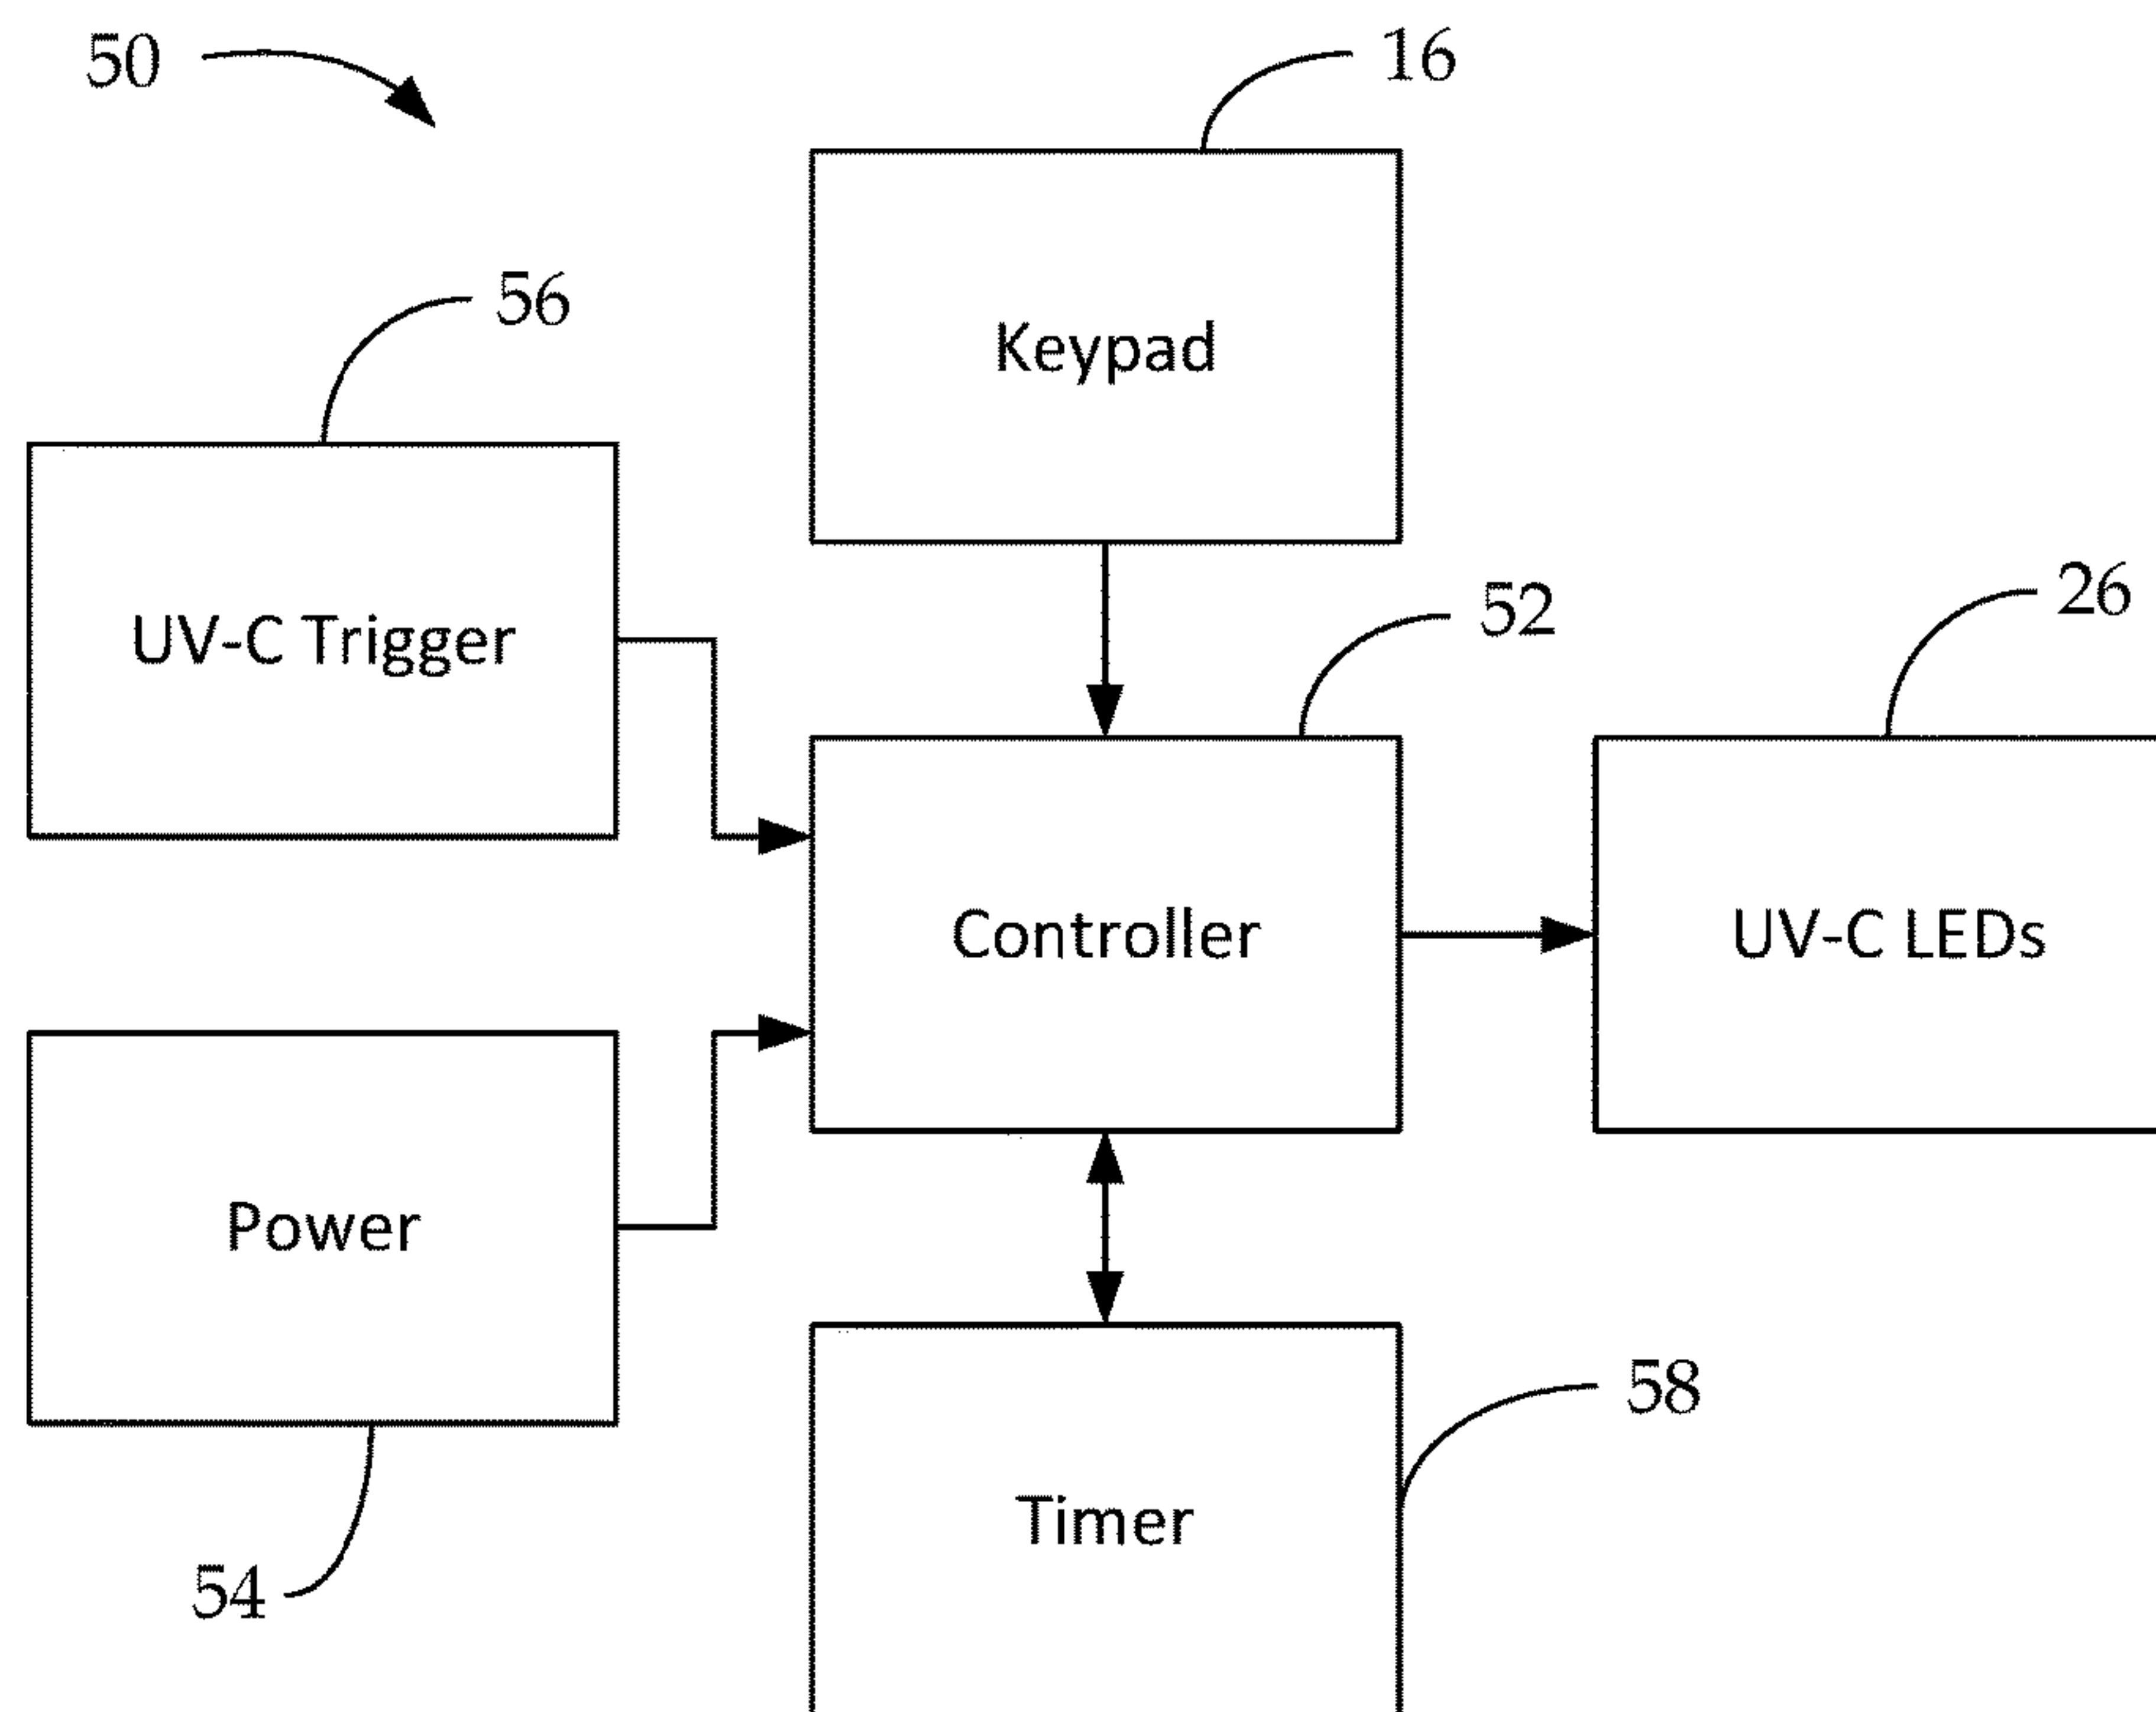 50
16
56
Keypad
52
26
UV-C Trigger
Controller
UV-C LEDs
Power
58
Timer
54